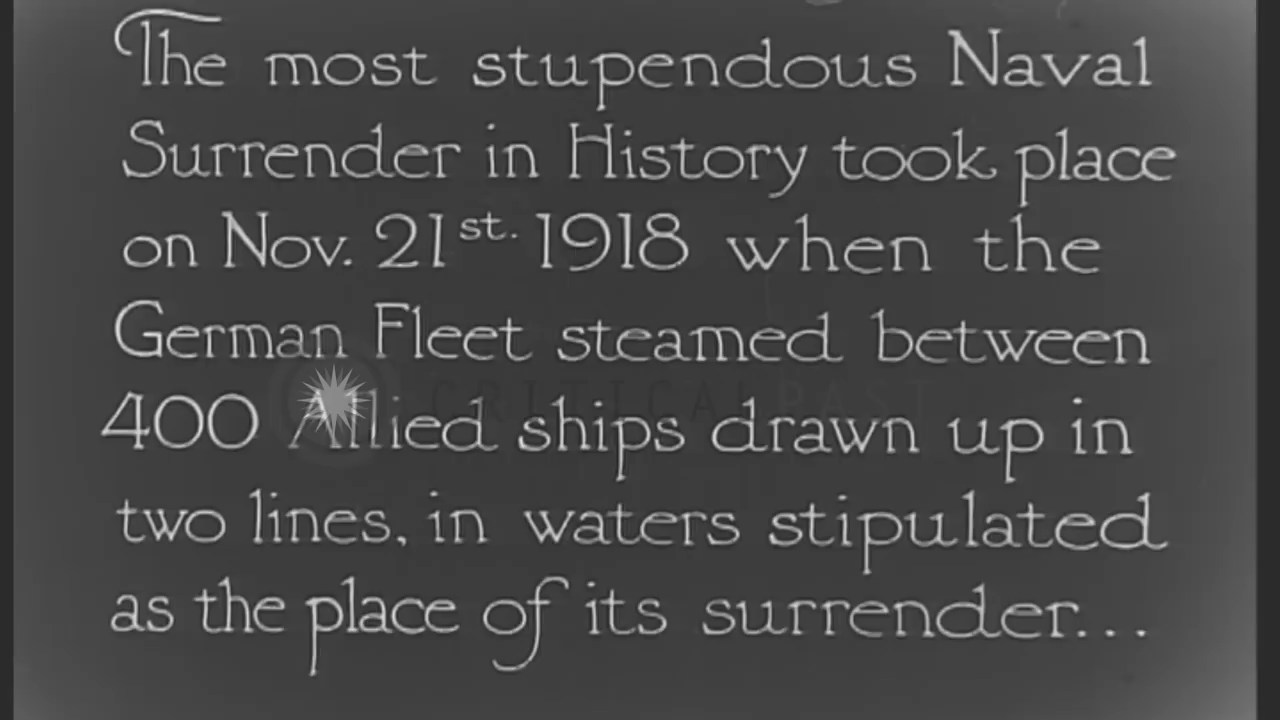 The most stupendous Naval
Surrender in History took place
on Nov. 21st. 1918 when the
German Fleet steamed between
400 Allied ships drawn up in
CRITICALPAST
two lines, in waters stipulated
as the place of its surrender...